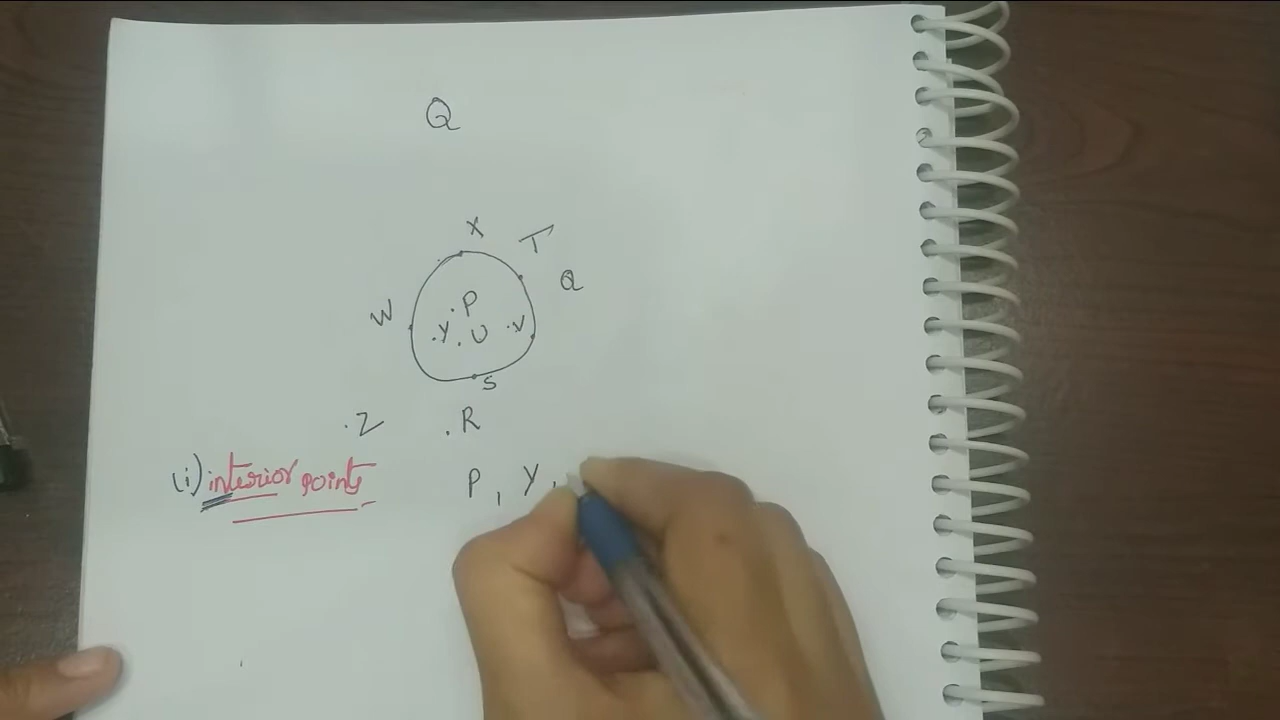 Q
X
T
Q
W
.P
.Y .U .V
S
.Z .R
(i) interior points P, Y,